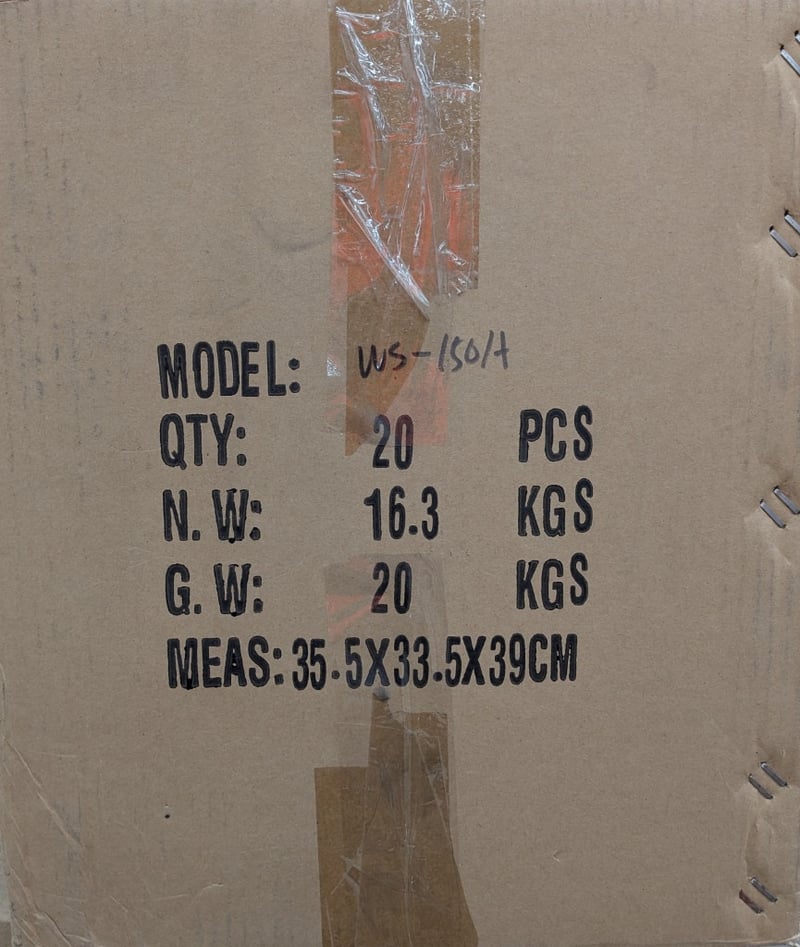 MODEL: WS-150/A
QTY: 20 PCS
N.W: 16.3 KGS
G.W: 20 KGS
MEAS: 35.5X33.5X39CM